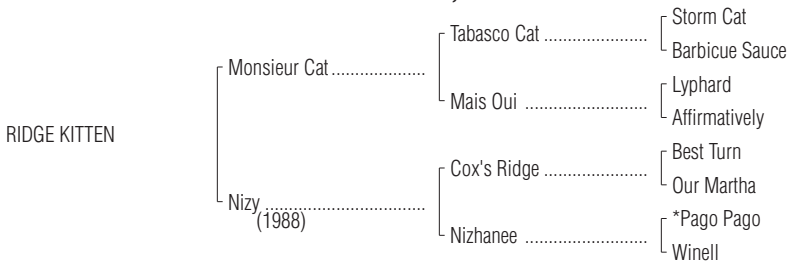 Storm Cat
Tabasco Cat ......................
Barbicue Sauce
Monsieur Cat....................
Lyphard
Mais Oui ..........................
Affirmatively
RIDGE KITTEN
Best Turn
Cox's Ridge ......................
Our Martha
Nizy ..................................
(1988)
*Pago Pago
Nizhanee ..........................
Winell